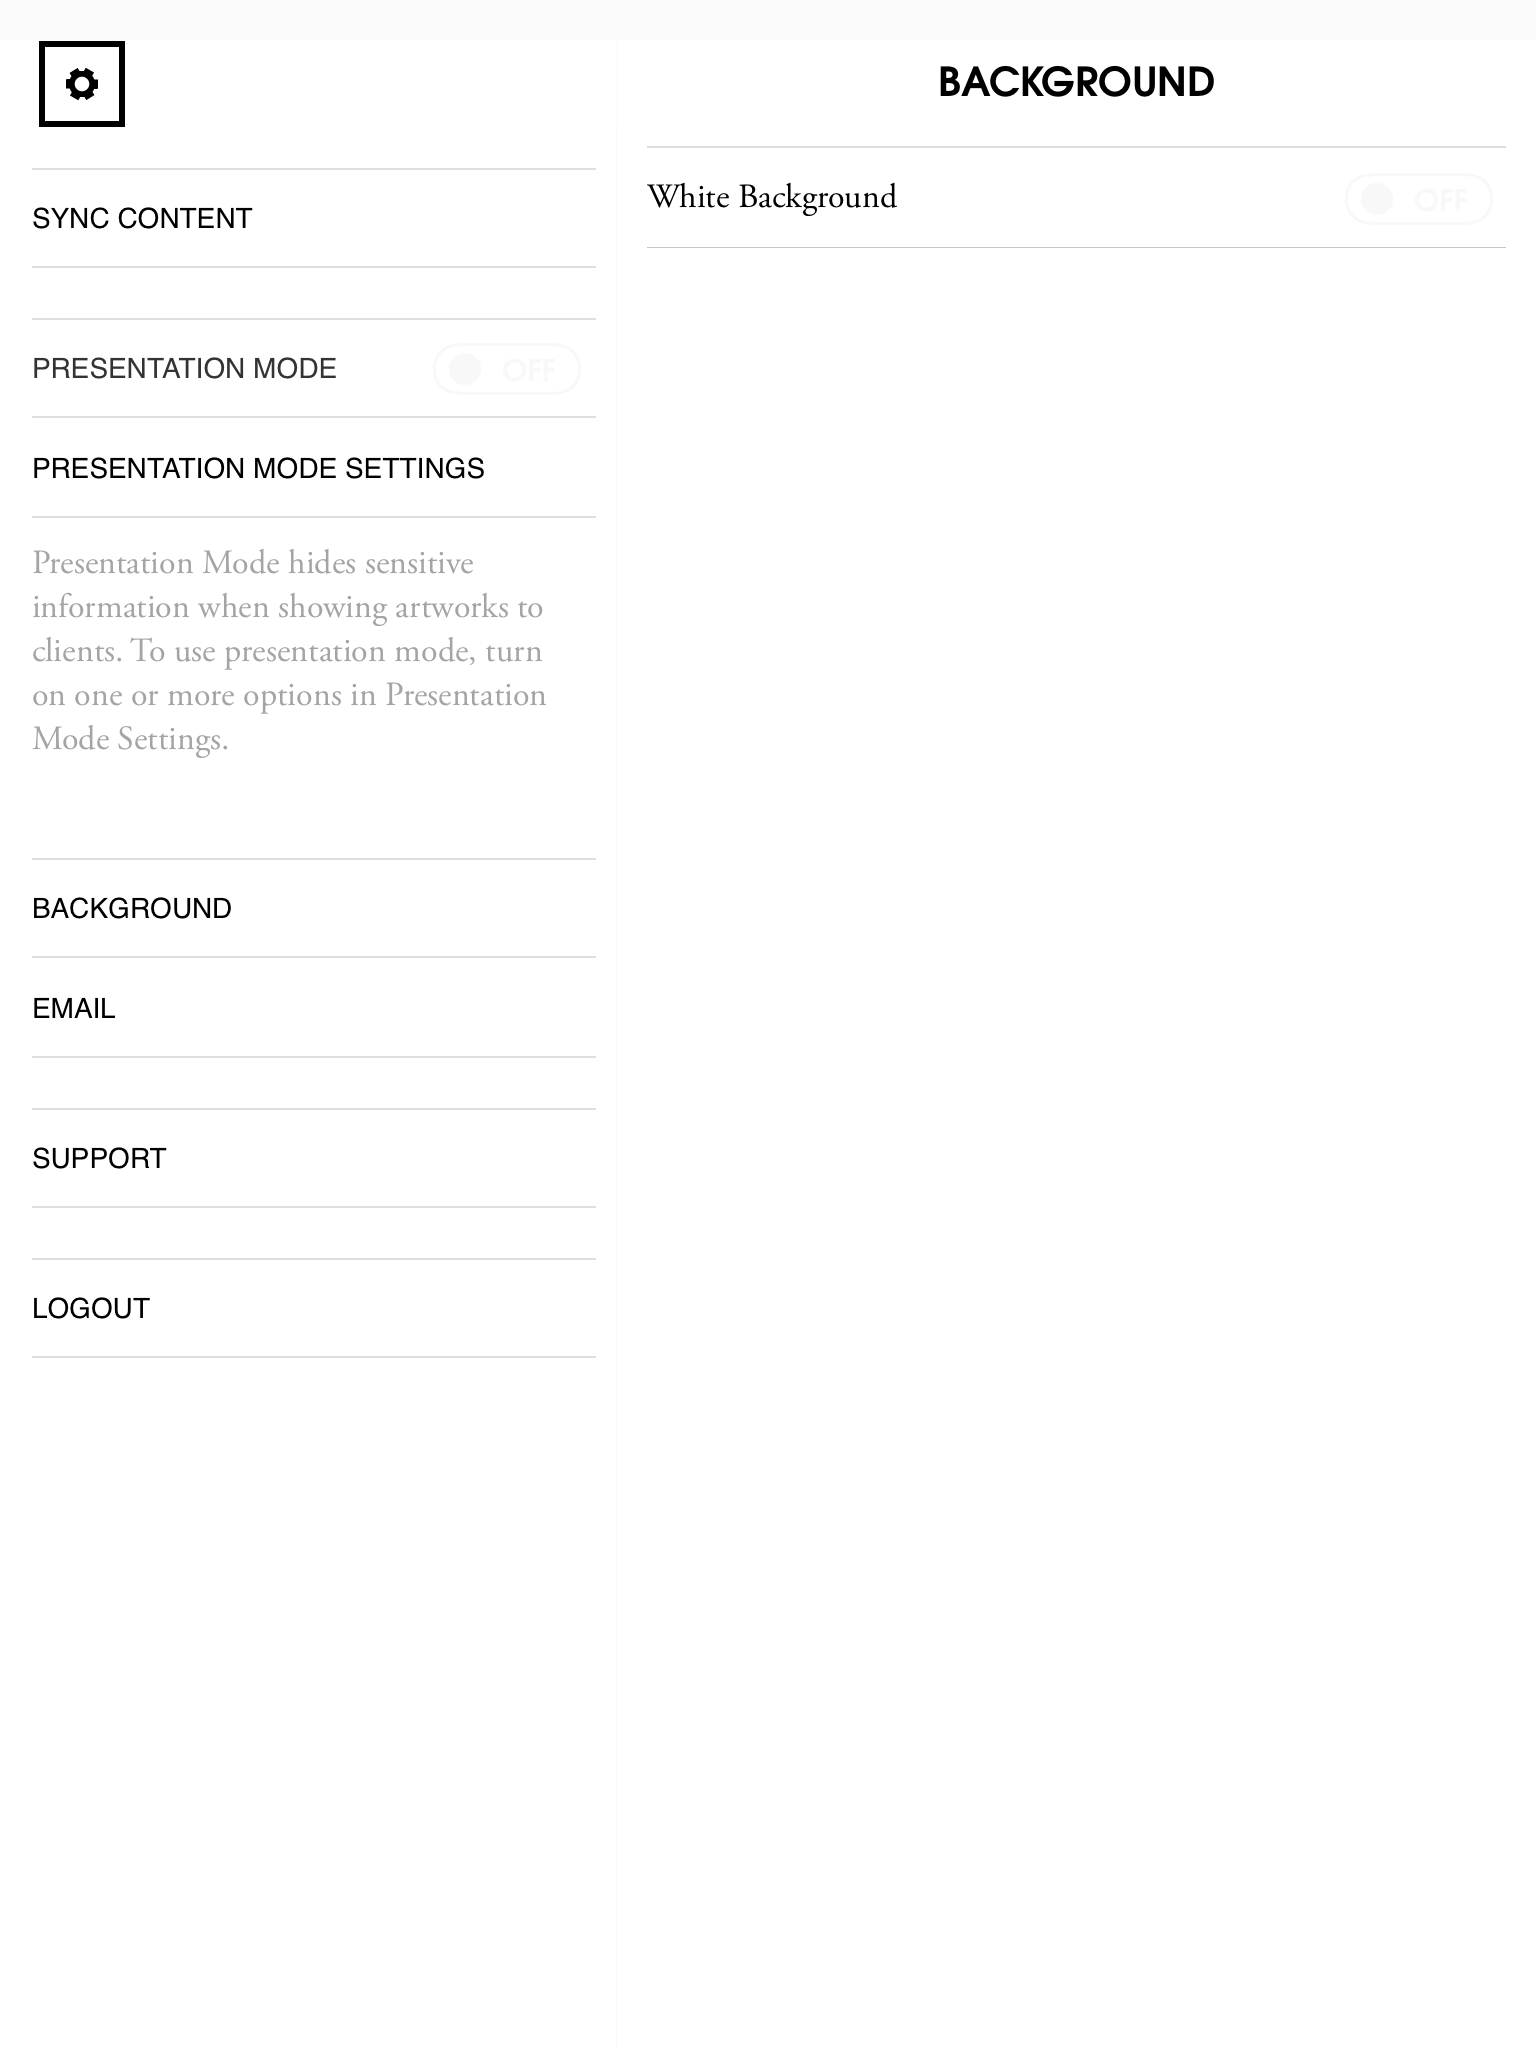 SYNC CONTENT
PRESENTATION MODE OFF
PRESENTATION MODE SETTINGS
Presentation Mode hides sensitive
information when showing artworks to
clients. To use presentation mode, turn
on one or more options in Presentation
Mode Settings.
BACKGROUND
EMAIL
SUPPORT
LOGOUT
BACKGROUND
White Background OFF